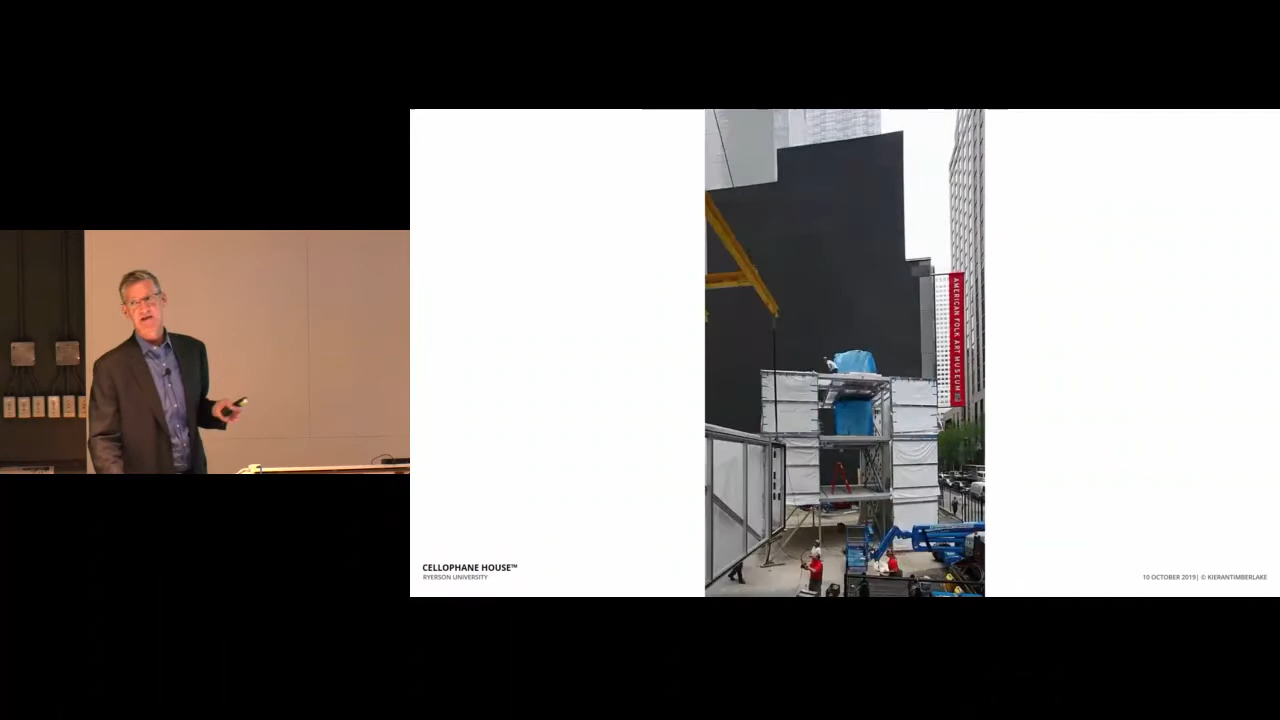 AMERICAN FOLK ART MUSEUM
CELLOPHANE HOUSE™
RYERSON UNIVERSITY
10 OCTOBER 2019| © KIERANTIMBERLAKE